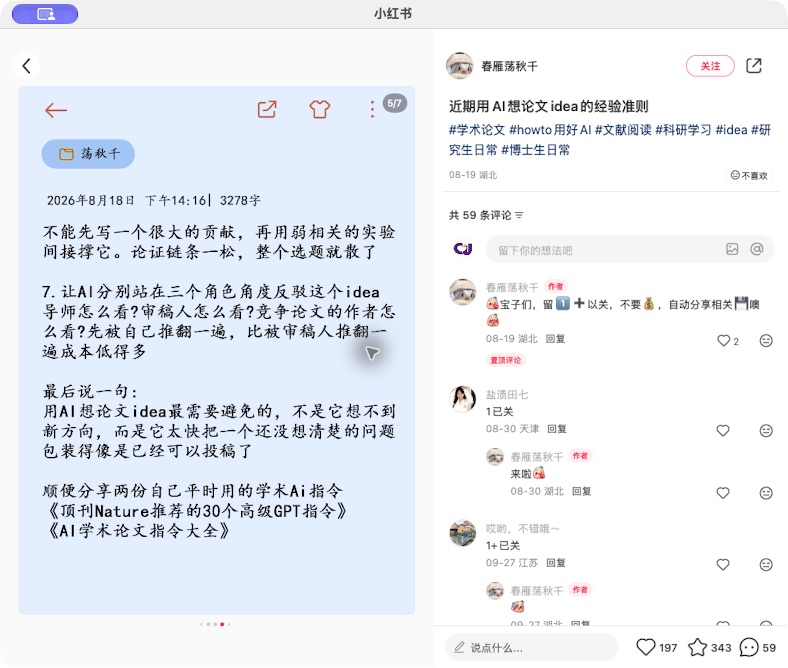 小红书
5/7
荡秋千
2026年8月18日 下午14:16| 3278字
不能先写一个很大的贡献，再用弱相关的实验
间接撑它。论证链条一松，整个选题就散了
7.让AI分别站在三个角色角度反驳这个idea
导师怎么看?审稿人怎么看?竞争论文的作者怎
么看?先被自己推翻一遍，比被审稿人推翻一
遍成本低得多
最后说一句：
用AI想论文idea最需要避免的，不是它想不到
新方向，而是它太快把一个还没想清楚的问题
包装得像是已经可以投稿了
顺便分享两份自己平时用的学术Ai指令
《顶刊Nature推荐的30个高级GPT指令》
《AI学术论文指令大全》
春雁荡秋千
关注
近期用AI想论文idea的经验准则
#学术论文 #howto用好AI #文献阅读 #科研学习 #idea #研
究生日常 #博士生日常
08-19 湖北
不喜欢
共 59 条评论
CJ
留下你的想法吧
春雁荡秋千 作者
宝子们，留1️⃣➕以关，不要💰，自动分享相关💾噢
08-19 湖北 回复
2
置顶评论
盐渍田七
1已关
08-30 天津 回复
春雁荡秋千 作者
来啦
08-30 湖北 回复
哎哟，不错哦～
1+已关
09-27 江苏 回复
春雁荡秋千 作者
09-27 湖北 回复
说点什么...
197
343
59